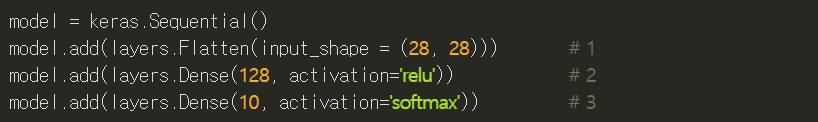 model = keras.Sequential()
model.add(layers.Flatten(input_shape = (28, 28))) # 1
model.add(layers.Dense(128, activation='relu')) # 2
model.add(layers.Dense(10, activation='softmax')) # 3